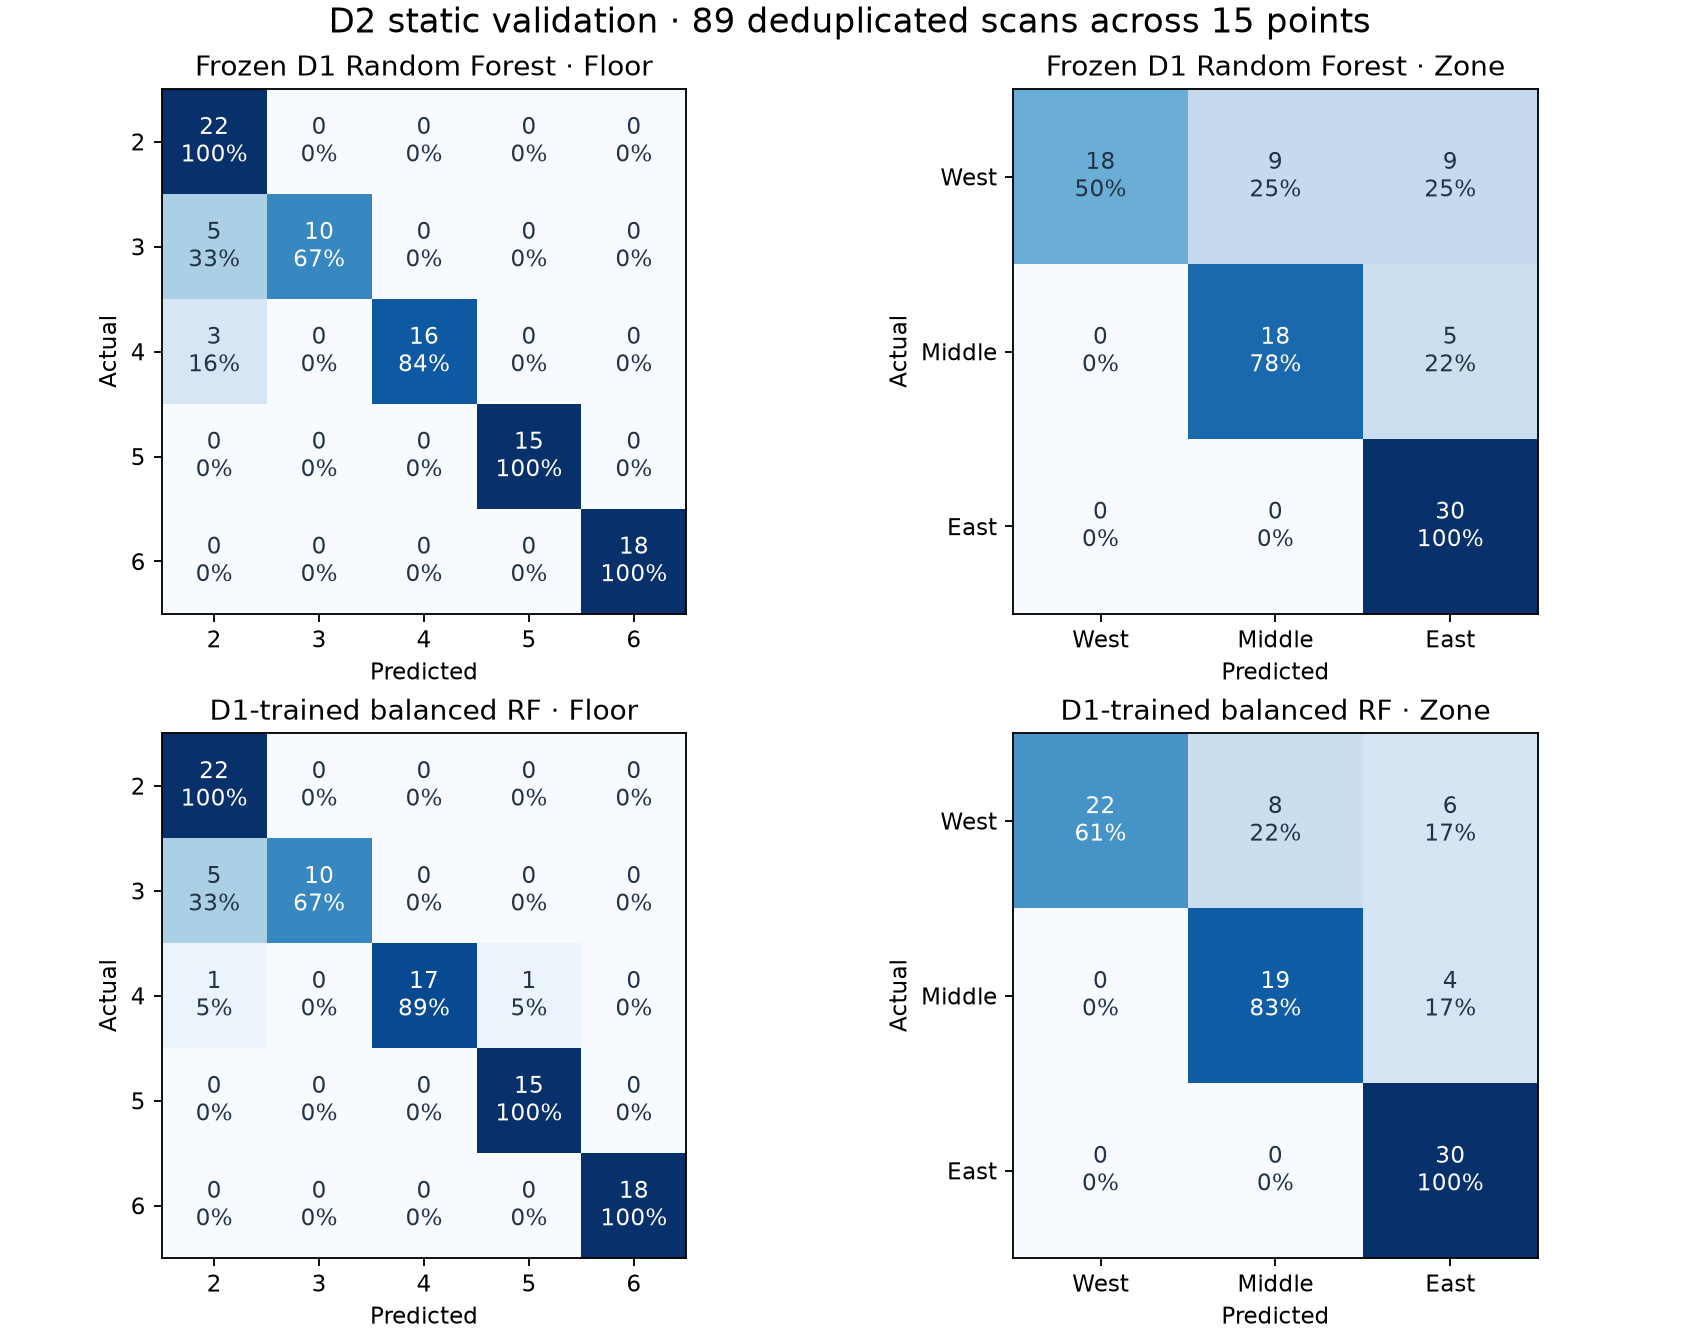 D2 static validation · 89 deduplicated scans across 15 points
Frozen D1 Random Forest · Floor
Actual
2
3
4
5
6
22 0 0 0 0
100% 0% 0% 0% 0%
5 10 0 0 0
33% 67% 0% 0% 0%
3 0 16 0 0
16% 0% 84% 0% 0%
0 0 0 15 0
0% 0% 0% 100% 0%
0 0 0 0 18
0% 0% 0% 0% 100%
2 3 4 5 6
Predicted
Frozen D1 Random Forest · Zone
Actual
West
Middle
East
18 9 9
50% 25% 25%
0 18 5
0% 78% 22%
0 0 30
0% 0% 100%
West Middle East
Predicted
D1-trained balanced RF · Floor
Actual
2
3
4
5
6
22 0 0 0 0
100% 0% 0% 0% 0%
5 10 0 0 0
33% 67% 0% 0% 0%
1 0 17 1 0
5% 0% 89% 5% 0%
0 0 0 15 0
0% 0% 0% 100% 0%
0 0 0 0 18
0% 0% 0% 0% 100%
2 3 4 5 6
Predicted
D1-trained balanced RF · Zone
Actual
West
Middle
East
22 8 6
61% 22% 17%
0 19 4
0% 83% 17%
0 0 30
0% 0% 100%
West Middle East
Predicted